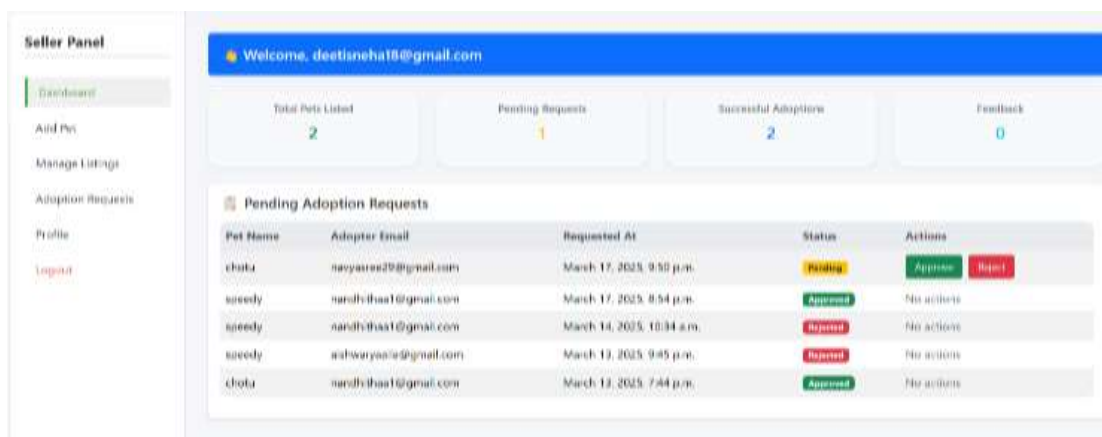 Seller Panel
👋 Welcome, deetisneha18@gmail.com
Dashboard
Add Pet
Manage Listings
Adoption Requests
Profile
Logout
Total Pets Listed
2
Pending Requests
1
Successful Adoptions
2
Feedback
0
Pending Adoption Requests
Pet Name Adopter Email Requested At Status Actions
chotu navyasree29@gmail.com March 17, 2025, 9:50 p.m. Pending Approve Reject
speedy nandhithaa1@gmail.com March 17, 2025, 8:54 p.m. Approved No actions
speedy nandhithaa1@gmail.com March 14, 2025, 10:34 a.m. Rejected No actions
speedy March 13, 2025, 9:45 p.m. Rejected No actions
chotu nandhithaa1@gmail.com March 13, 2025, 7:44 p.m. Approved No actions